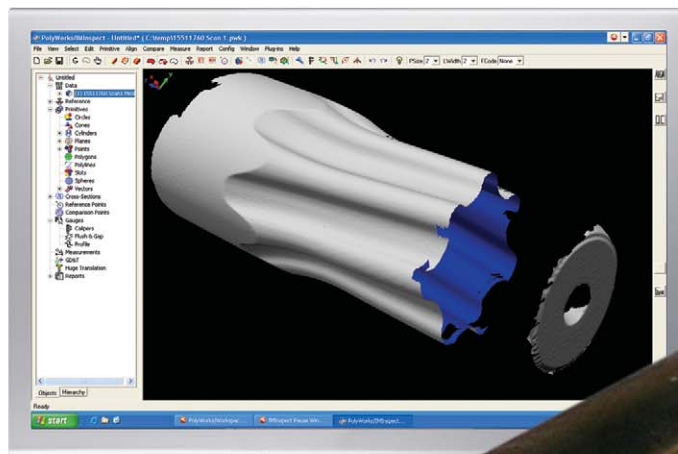 PolyWorks/IMInspect - Untitled* ( C:\temp\15511760 Scan 1.pwk )
File View Select Edit Primitive Align Compare Measure Report Config Window Plug-ins Help
PSize 2 LWidth 2 FCode None
Untitled
Data
Reference
Primitives
Circles
Cones
Cylinders
Planes
Points
Polygons
Polylines
Slots
Spheres
Vectors
Cross-Sections
Reference Points
Comparison Points
Gauges
Calipers
Flush & Gap
Profile
Measurements
GD&T
Huge Translation
Reports
Objects Hierarchy
Ready
start PolyWorks/Workspac... IMInspect Pause Win... PolyWorks/IMInspect...